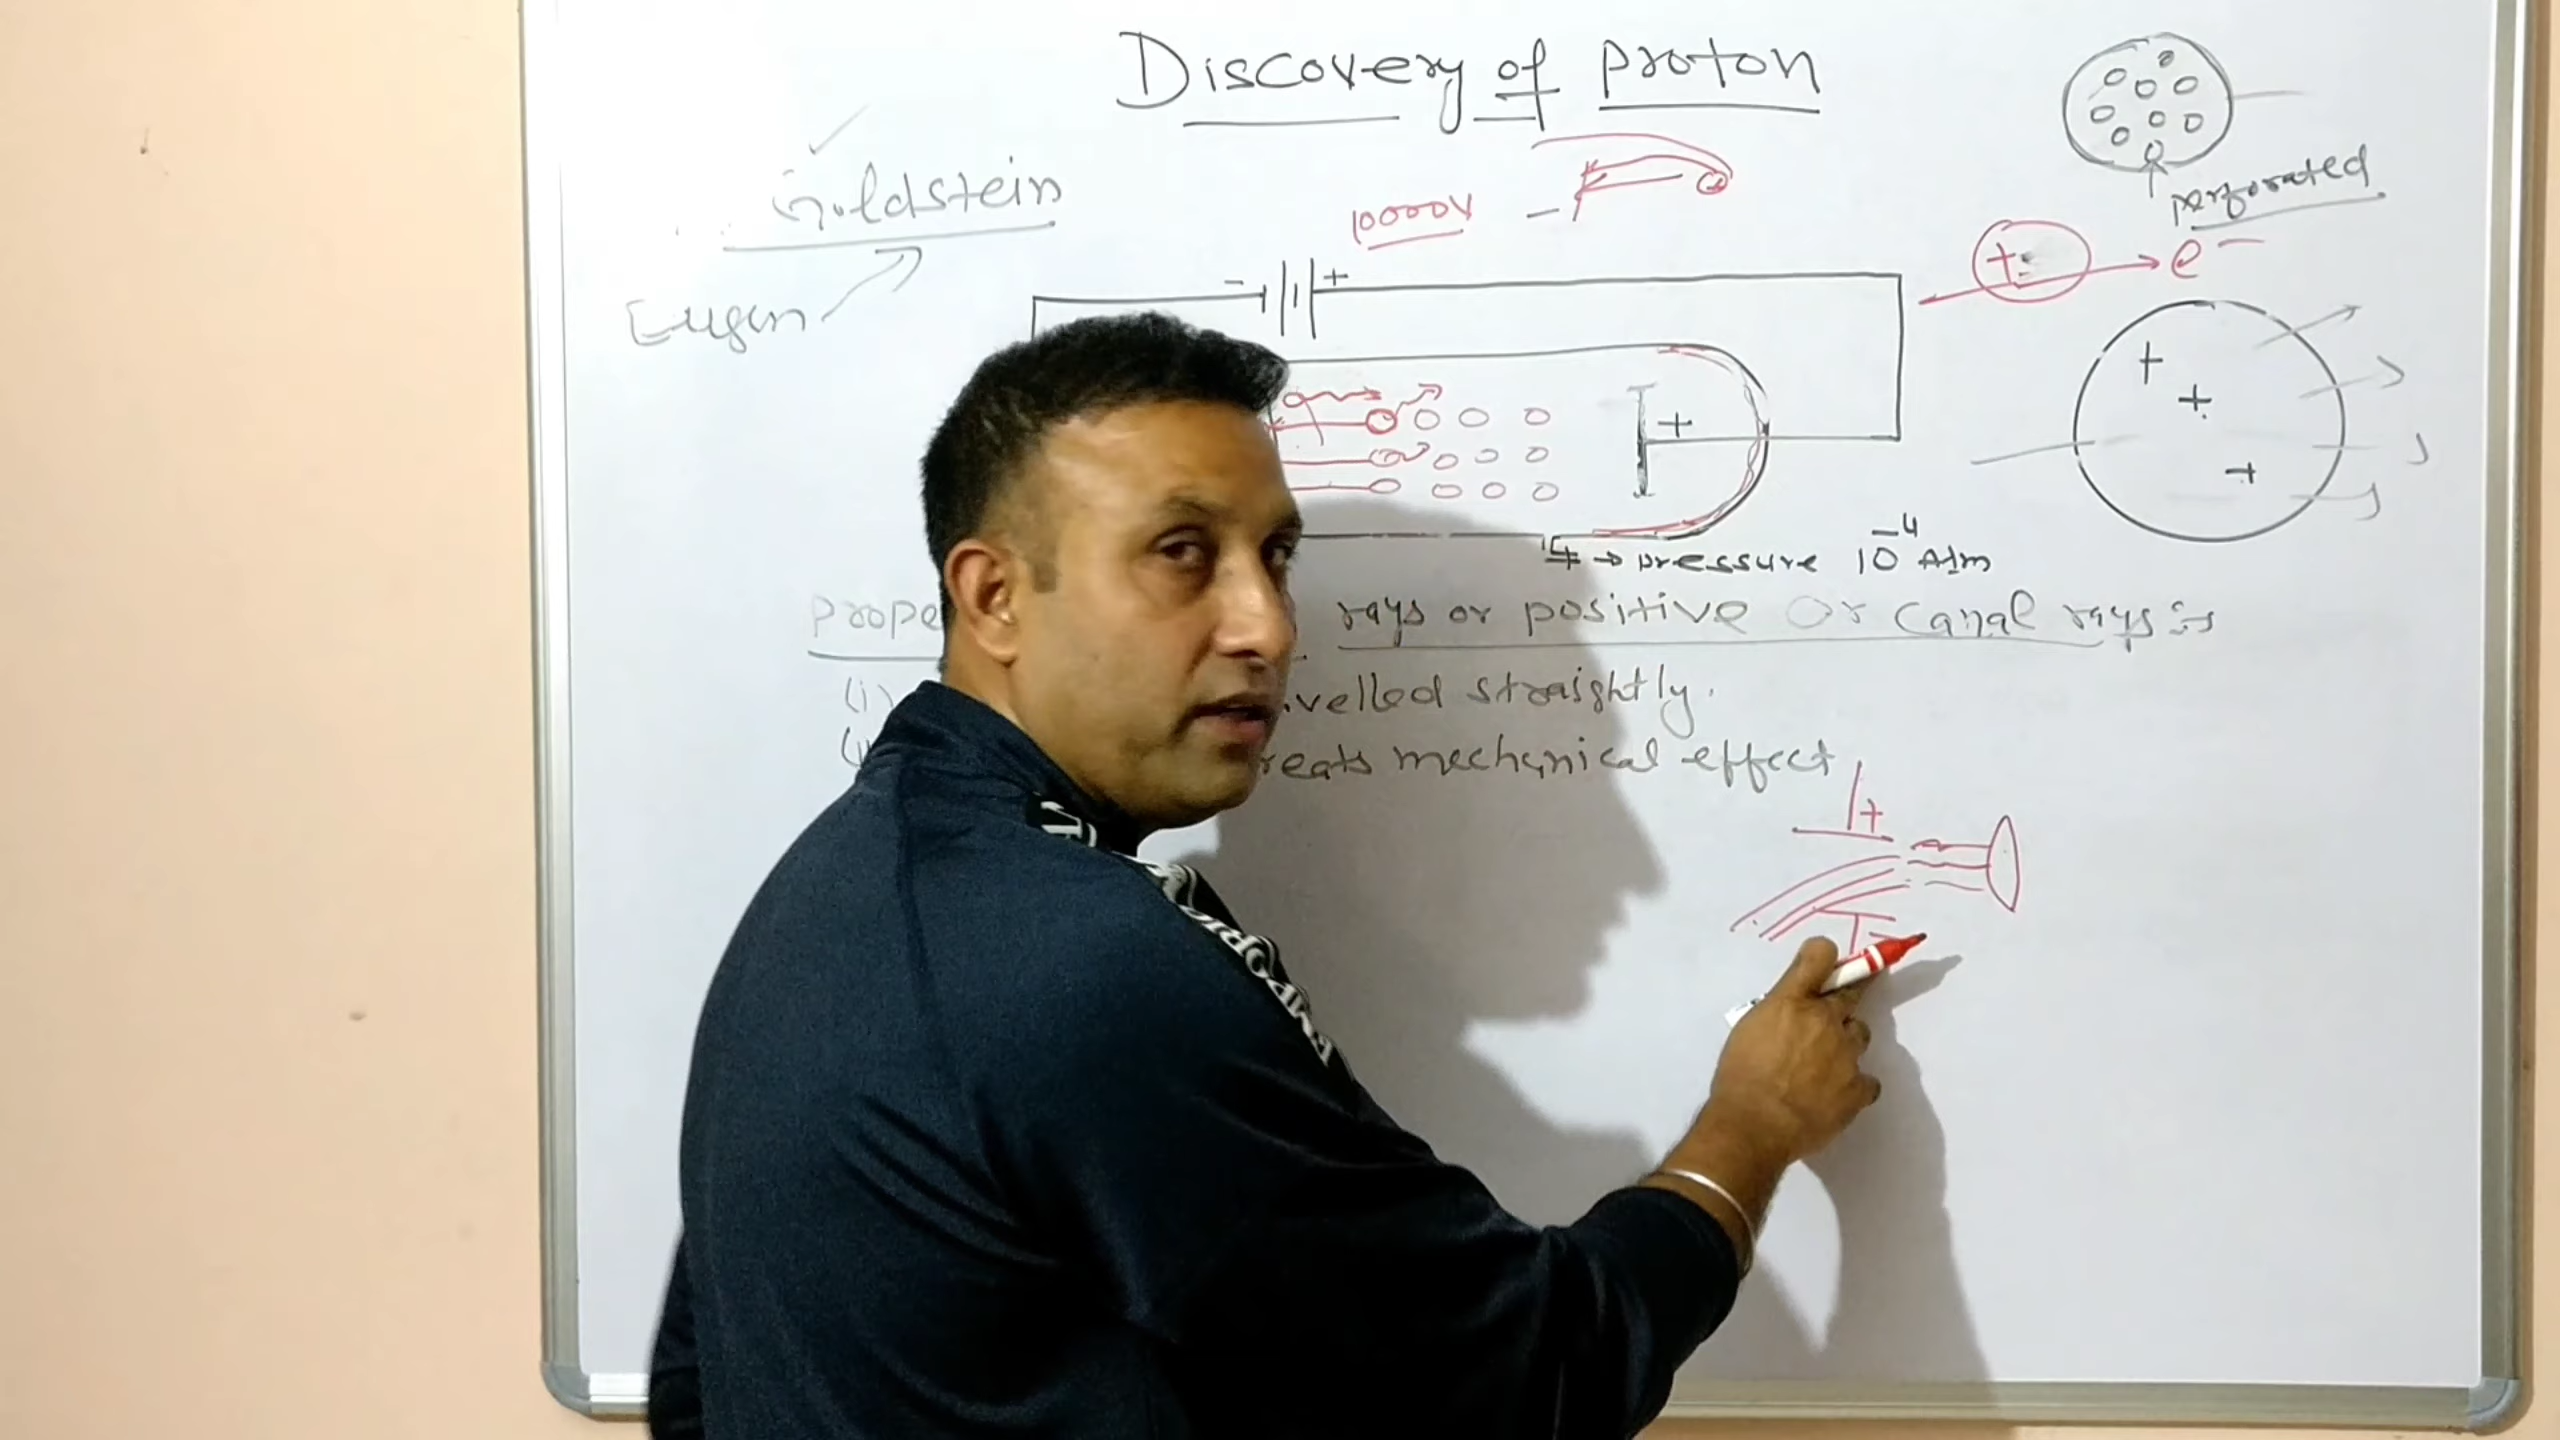 Discovery of proton
Goldstein
Eugen
perforated
10000V
e⁻
- +
+
+
+
+
pressure 10⁻⁴ Atm
prope rays or positive Or Canal rays :-
(i) velled straightly.
(ii reats mechanical effect
+
-